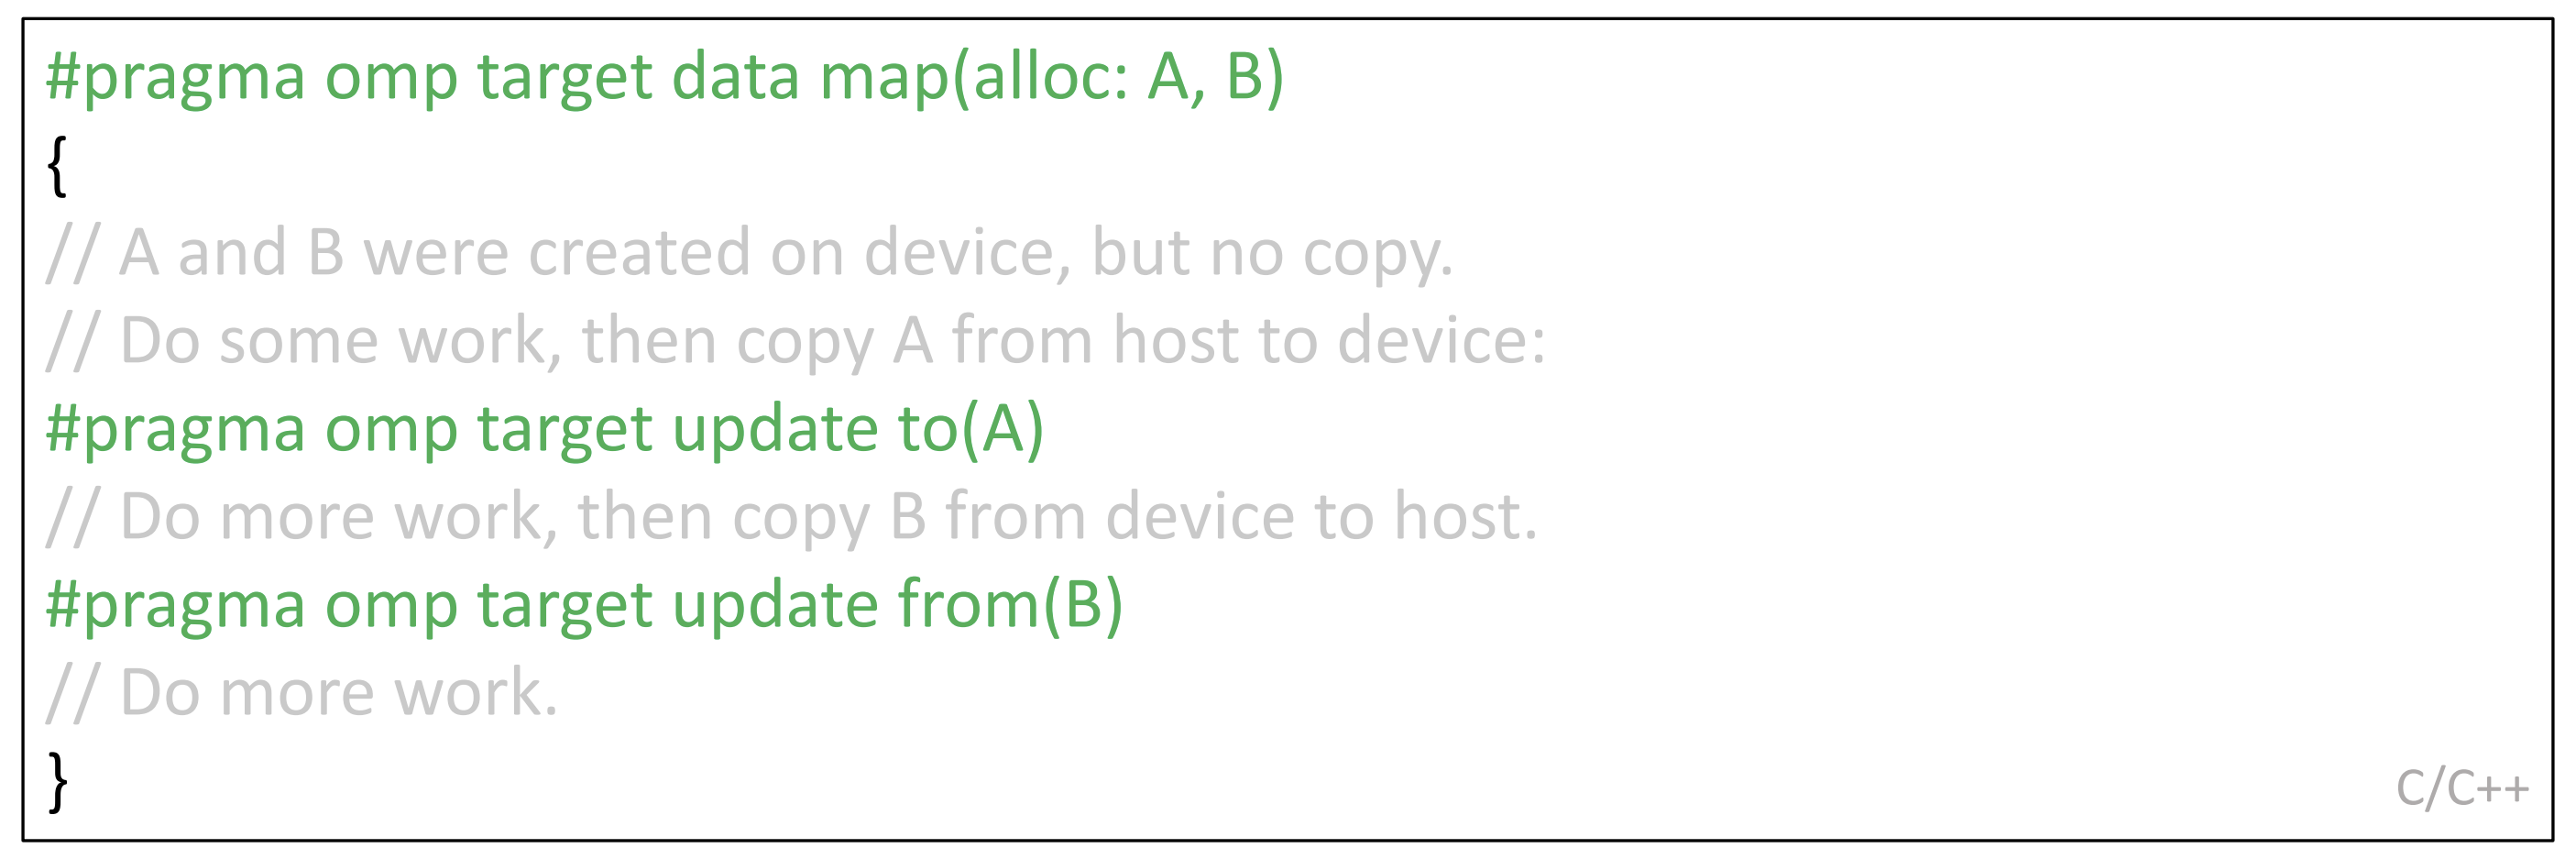 #pragma omp target data map(alloc: A, B)
{
// A and B were created on device, but no copy.
// Do some work, then copy A from host to device:
#pragma omp target update to(A)
// Do more work, then copy B from device to host.
#pragma omp target update from(B)
// Do more work.
}
C/C++